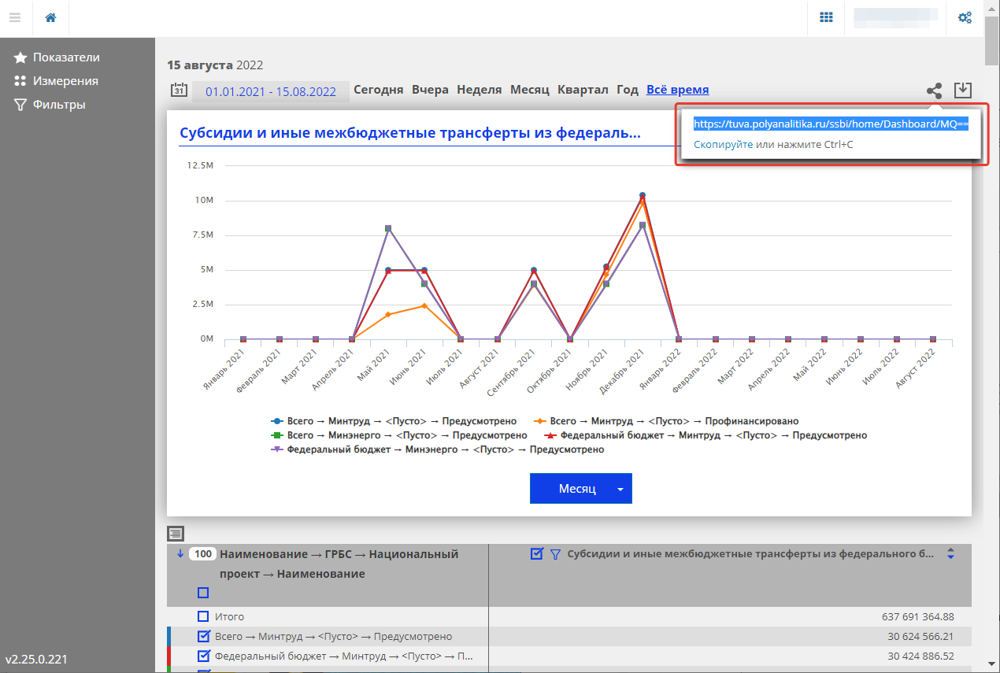 Показатели
Измерения
Фильтры
v2.25.0.221
15 августа 2022
31 01.01.2021 - 15.08.2022 Сегодня Вчера Неделя Месяц Квартал Год Всё время
https://tuva.polyanalitika.ru/ssbi/home/Dashboard/MQ==
Скопируйте или нажмите Ctrl+C
Субсидии и иные межбюджетные трансферты из федераль...
12.5M
10M
7.5M
5M
2.5M
0M
Январь 2021
Февраль 2021
Март 2021
Апрель 2021
Май 2021
Июнь 2021
Июль 2021
Август 2021
Сентябрь 2021
Октябрь 2021
Ноябрь 2021
Декабрь 2021
Январь 2022
Февраль 2022
Март 2022
Апрель 2022
Май 2022
Июнь 2022
Июль 2022
Август 2022
Всего → Минтруд → <Пусто> → Предусмотрено Всего → Минтруд → <Пусто> → Профинансировано
Всего → Минэнерго → <Пусто> → Предусмотрено Федеральный бюджет → Минтруд → <Пусто> → Предусмотрено
Федеральный бюджет → Минэнерго → <Пусто> → Предусмотрено
Месяц
100 Наименование → ГРБС → Национальный
проект → Наименование
Субсидии и иные межбюджетные трансферты из федерального б...
Итого 637 691 364.88
Всего → Минтруд → <Пусто> → Предусмотрено 30 624 566.21
Федеральный бюджет → Минтруд → <Пусто> → П... 30 424 886.52